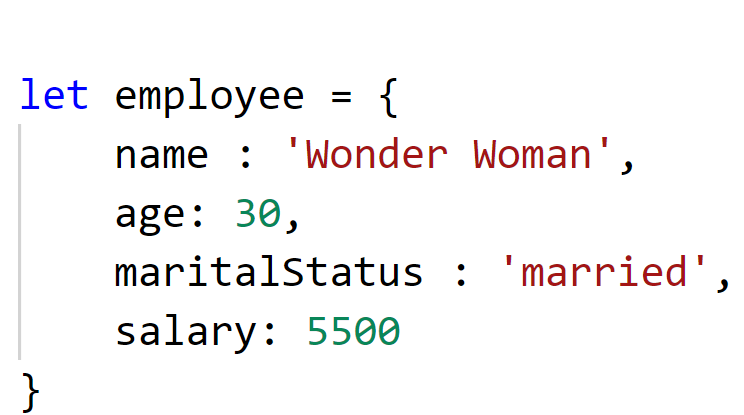 let employee = {
    name : 'Wonder Woman',
    age: 30,
    maritalStatus : 'married',
    salary: 5500
}